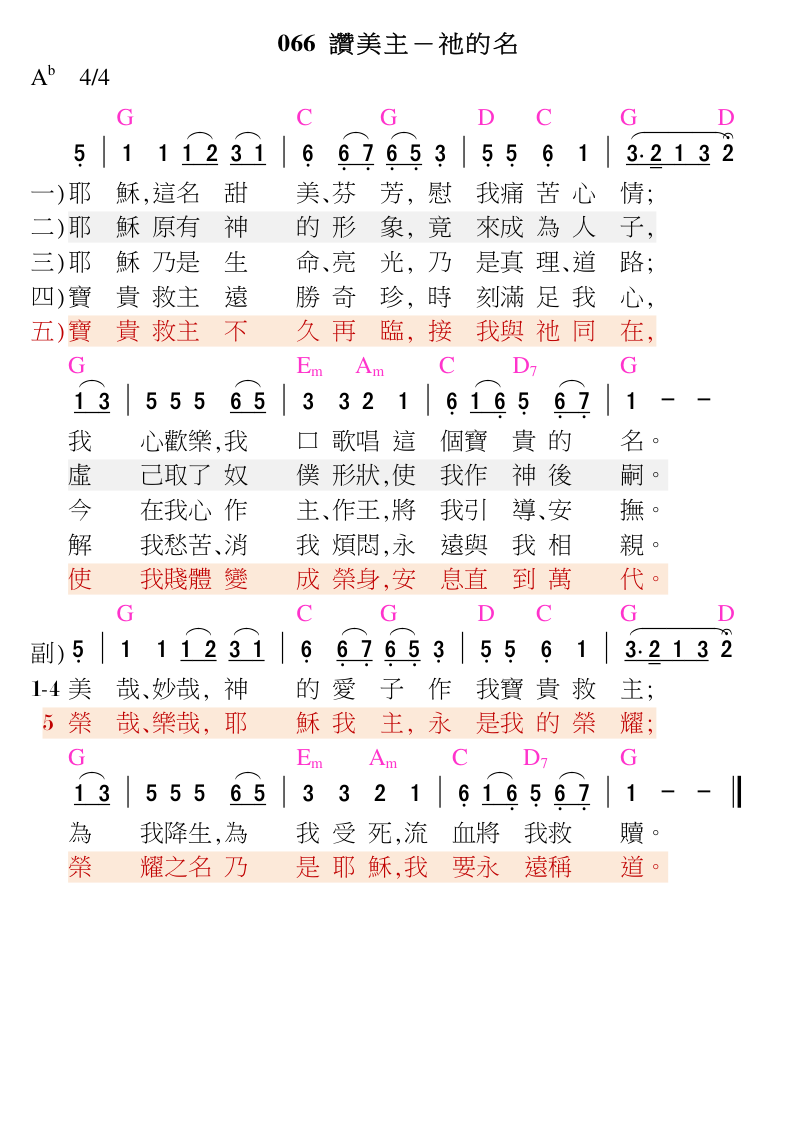 066 讚美主－祂的名
A♭ 4/4
G C G D C G D
5 | 1 1 1 2 3 1 | 6 6 7 6 5 3 | 5 5 6 1 | 3· 2 1 3 2
一)耶 穌,這名 甜 美、芬 芳, 慰 我痛 苦 心 情;
二)耶 穌 原有 神 的 形 象, 竟 來成 為 人 子,
三)耶 穌 乃是 生 命、亮 光, 乃 是真 理、道 路;
四)寶 貴 救主 遠 勝 奇 珍, 時 刻滿 足 我 心,
五)寶 貴 救主 不 久 再 臨, 接 我與 祂 同 在,
G Em Am C D7 G
1 3 | 5 5 5 6 5 | 3 3 2 1 | 6 1 6 5 6 7 | 1 － －
我 心歡樂,我 口 歌唱 這 個寶 貴 的 名。
虛 己取了 奴 僕 形狀,使 我作 神 後 嗣。
今 在我心 作 主、作王,將 我引 導、安 撫。
解 我愁苦、消 我 煩悶,永 遠與 我 相 親。
使 我賤體 變 成 榮身,安 息直 到 萬 代。
G C G D C G D
副) 5 | 1 1 1 2 3 1 | 6 6 7 6 5 3 | 5 5 6 1 | 3· 2 1 3 2
1-4 美 哉、妙哉, 神 的 愛 子 作 我寶 貴 救 主;
5 榮 哉、樂哉, 耶 穌 我 主, 永 是我 的 榮 耀;
G Em Am C D7 G
1 3 | 5 5 5 6 5 | 3 3 2 1 | 6 1 6 5 6 7 | 1 － － ‖
為 我降生,為 我 受 死,流 血將 我救 贖。
榮 耀之名 乃 是 耶 穌,我 要永 遠稱 道。